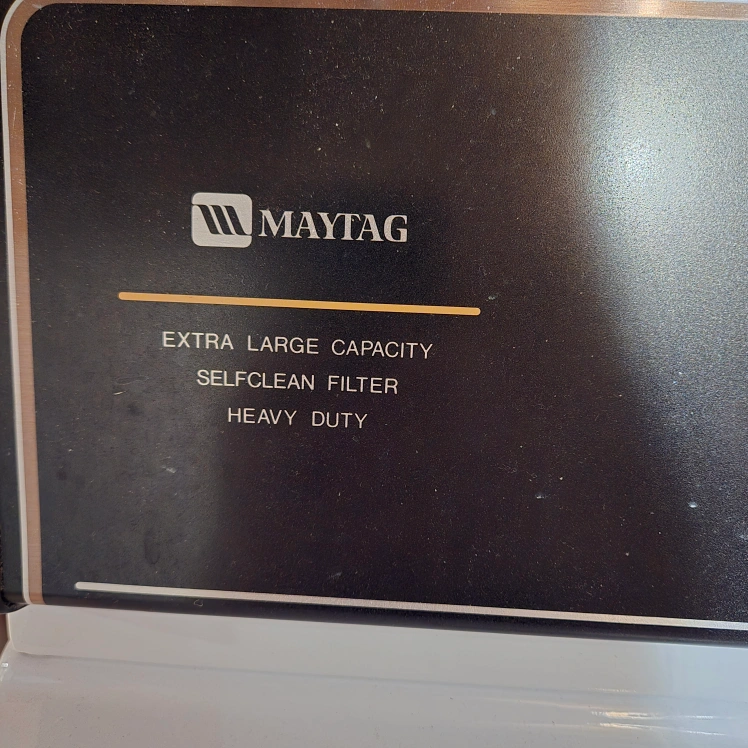 MAYTAG
EXTRA LARGE CAPACITY
SELFCLEAN FILTER
HEAVY DUTY